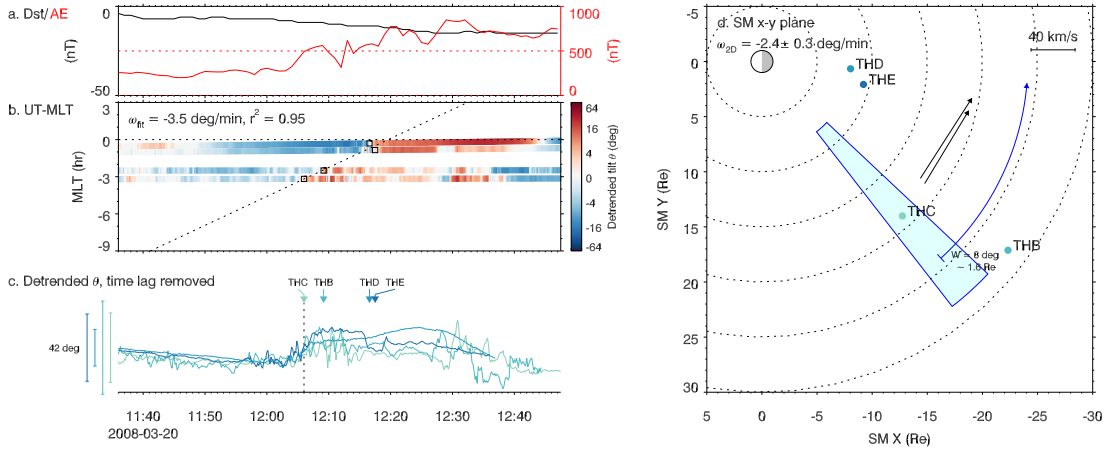 a. Dst/AE
0
(nT)
-50
1000
500
0
(nT)
b. UT-MLT
ω_fit = -3.5 deg/min, r² = 0.95
3
0
-3
-6
-9
MLT (hr)
64
16
4
0
-4
-16
-64
Detrended tilt θ (deg)
c. Detrended θ, time lag removed
THC THB THD THE
42 deg
11:40 11:50 12:00 12:10 12:20 12:30 12:40
2008-03-20
d. SM x-y plane
ω_2D = -2.4± 0.3 deg/min
40 km/s
THD
THE
THC
THB
W = 8 deg
-5
0
5
10
15
20
25
30
SM Y (Re)
5 0 -5 -10 -15 -20 -25 -30
SM X (Re)